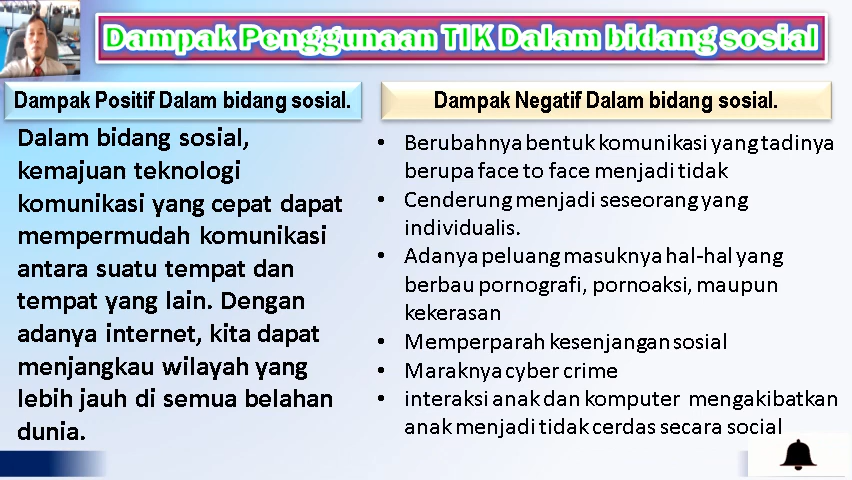 Dampak Penggunaan TIK Dalam bidang sosial
Dampak Positif Dalam bidang sosial.
Dalam bidang sosial,
kemajuan teknologi
komunikasi yang cepat dapat
mempermudah komunikasi
antara suatu tempat dan
tempat yang lain. Dengan
adanya internet, kita dapat
menjangkau wilayah yang
lebih jauh di semua belahan
dunia.
Dampak Negatif Dalam bidang sosial.
• Berubahnya bentuk komunikasi yang tadinya
berupa face to face menjadi tidak
• Cenderung menjadi seseorang yang
individualis.
• Adanya peluang masuknya hal-hal yang
berbau pornografi, pornoaksi, maupun
kekerasan
• Memperparah kesenjangan sosial
• Maraknya cyber crime
• interaksi anak dan komputer mengakibatkan
anak menjadi tidak cerdas secara social